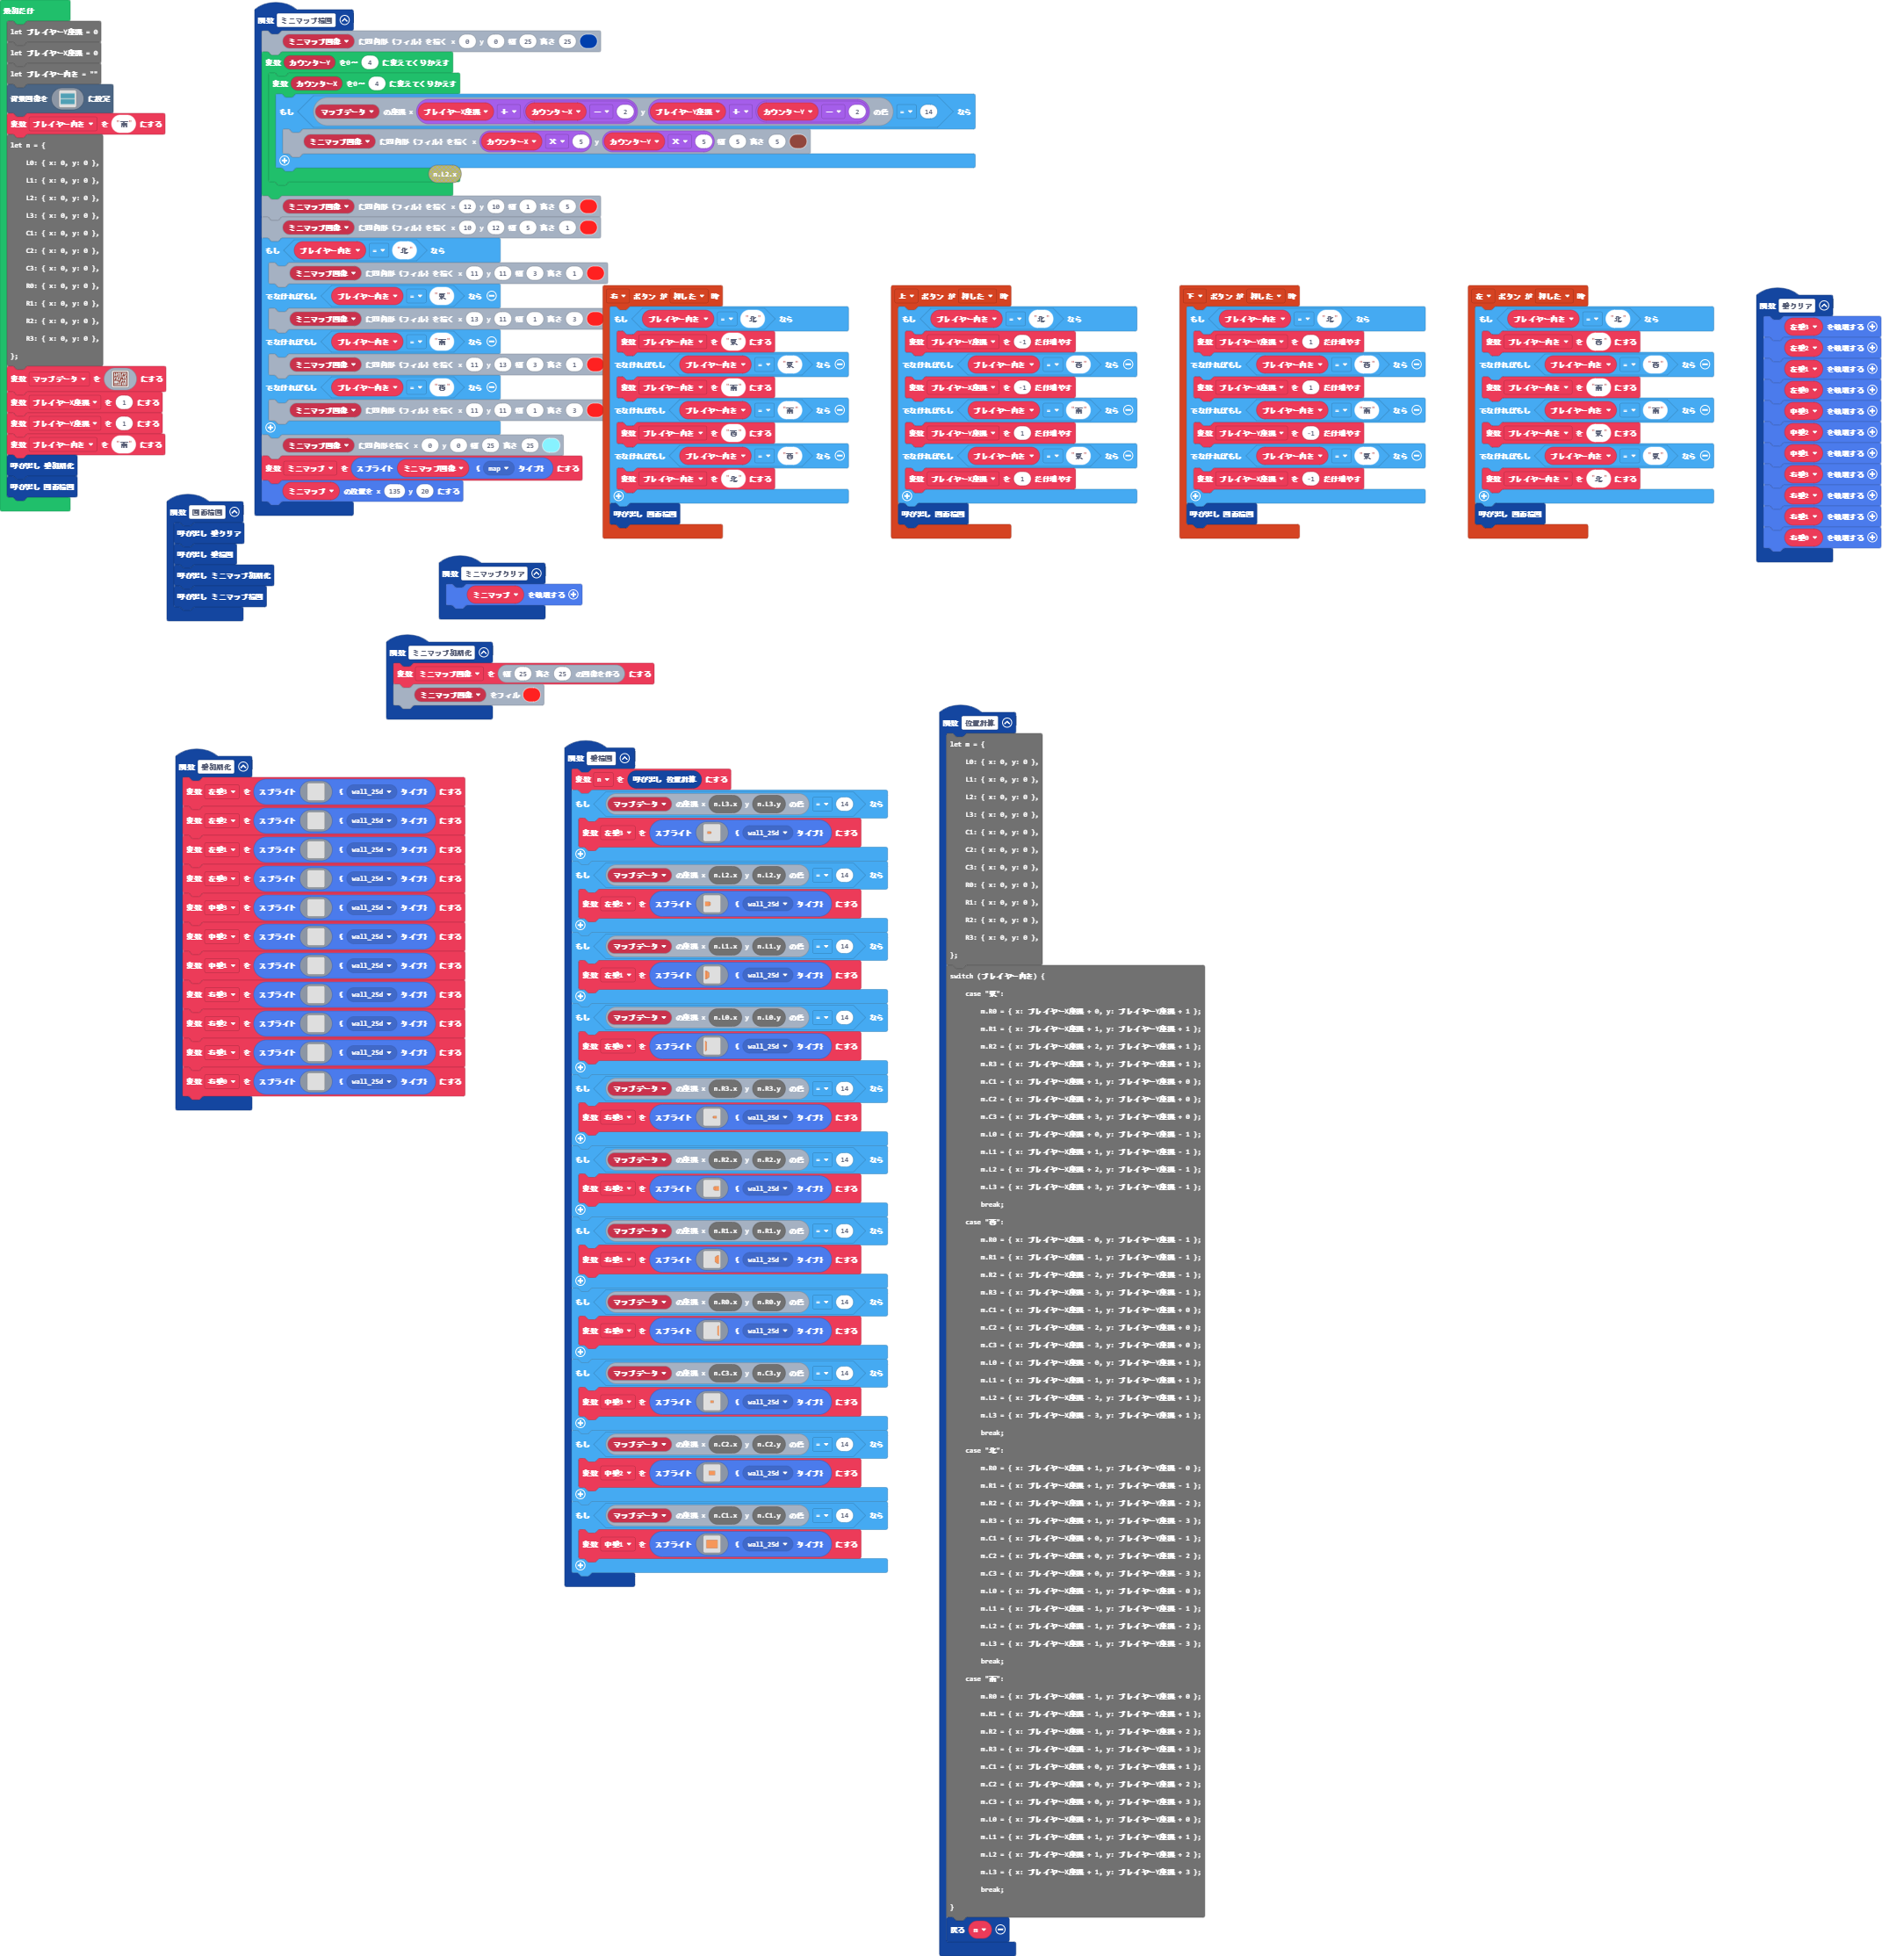 最初だけ
let プレイヤーY座標 = 0
let プレイヤーX座標 = 0
let プレイヤー向き = ""
背景画像を に設定
変数 プレイヤー向き を "南" にする
let n = {
L0: { x: 0, y: 0 },
L1: { x: 0, y: 0 },
L2: { x: 0, y: 0 },
L3: { x: 0, y: 0 },
C1: { x: 0, y: 0 },
C2: { x: 0, y: 0 },
C3: { x: 0, y: 0 },
R0: { x: 0, y: 0 },
R1: { x: 0, y: 0 },
R2: { x: 0, y: 0 },
R3: { x: 0, y: 0 },
};
変数 マップデータ を にする
変数 プレイヤーX座標 を 1 にする
変数 プレイヤーY座標 を 1 にする
変数 プレイヤー向き を "南" にする
呼び出し 壁初期化
呼び出し 画面描画
関数 ミニマップ描画
ミニマップ画像 に四角形 (フィル) を描く x 0 y 0 幅 25 高さ 25
変数 カウンターY を0〜 4 に変えてくりかえす
変数 カウンターX を0〜 4 に変えてくりかえす
もし マップデータ の座標 x プレイヤーX座標 + カウンターX - 2 y プレイヤーY座標 + カウンターY - 2 の色 = 14 なら
ミニマップ画像 に四角形 (フィル) を描く x カウンターX × 5 y カウンターY × 5 幅 5 高さ 5
n.L2.x
ミニマップ画像 に四角形 (フィル) を描く x 12 y 10 幅 1 高さ 5
ミニマップ画像 に四角形 (フィル) を描く x 10 y 12 幅 5 高さ 1
もし プレイヤー向き = "北" なら
ミニマップ画像 に四角形 (フィル) を描く x 11 y 11 幅 3 高さ 1
でなければもし プレイヤー向き = "東" なら
ミニマップ画像 に四角形 (フィル) を描く x 13 y 11 幅 1 高さ 3
でなければもし プレイヤー向き = "南" なら
ミニマップ画像 に四角形 (フィル) を描く x 11 y 13 幅 3 高さ 1
でなければもし プレイヤー向き = "西" なら
ミニマップ画像 に四角形 (フィル) を描く x 11 y 11 幅 1 高さ 3
ミニマップ画像 に四角形を描く x 0 y 0 幅 25 高さ 25
変数 ミニマップ を スプライト ミニマップ画像 ( map タイプ) にする
ミニマップ の位置を x 135 y 20 にする
右 ボタン が 押した 時
もし プレイヤー向き = "北" なら
変数 プレイヤー向き を "東" にする
でなければもし プレイヤー向き = "東" なら
変数 プレイヤー向き を "南" にする
でなければもし プレイヤー向き = "南" なら
変数 プレイヤー向き を "西" にする
でなければもし プレイヤー向き = "西" なら
変数 プレイヤー向き を "北" にする
呼び出し 画面描画
上 ボタン が 押した 時
もし プレイヤー向き = "北" なら
変数 プレイヤーY座標 を -1 だけ増やす
でなければもし プレイヤー向き = "西" なら
変数 プレイヤーX座標 を -1 だけ増やす
でなければもし プレイヤー向き = "南" なら
変数 プレイヤーY座標 を 1 だけ増やす
でなければもし プレイヤー向き = "東" なら
変数 プレイヤーX座標 を 1 だけ増やす
呼び出し 画面描画
下 ボタン が 押した 時
もし プレイヤー向き = "北" なら
変数 プレイヤーY座標 を 1 だけ増やす
でなければもし プレイヤー向き = "西" なら
変数 プレイヤーX座標 を 1 だけ増やす
でなければもし プレイヤー向き = "南" なら
変数 プレイヤーY座標 を -1 だけ増やす
でなければもし プレイヤー向き = "東" なら
変数 プレイヤーX座標 を -1 だけ増やす
呼び出し 画面描画
左 ボタン が 押した 時
もし プレイヤー向き = "北" なら
変数 プレイヤー向き を "西" にする
でなければもし プレイヤー向き = "西" なら
変数 プレイヤー向き を "南" にする
でなければもし プレイヤー向き = "南" なら
変数 プレイヤー向き を "東" にする
でなければもし プレイヤー向き = "東" なら
変数 プレイヤー向き を "北" にする
呼び出し 画面描画
関数 壁クリア
左壁3 を破壊する
左壁2 を破壊する
左壁1 を破壊する
左壁0 を破壊する
中壁3 を破壊する
中壁2 を破壊する
中壁1 を破壊する
右壁3 を破壊する
右壁2 を破壊する
右壁1 を破壊する
右壁0 を破壊する
関数 画面描画
呼び出し 壁クリア
呼び出し 壁描画
呼び出し ミニマップ初期化
呼び出し ミニマップ描画
関数 ミニマップクリア
ミニマップ を破壊する
関数 ミニマップ初期化
変数 ミニマップ画像 を 幅 25 高さ 25 の画像を作る にする
ミニマップ画像 をフィル
関数 壁初期化
変数 左壁3 を スプライト ( wall_25d タイプ) にする
変数 左壁2 を スプライト ( wall_25d タイプ) にする
変数 左壁1 を スプライト ( wall_25d タイプ) にする
変数 左壁0 を スプライト ( wall_25d タイプ) にする
変数 中壁3 を スプライト ( wall_25d タイプ) にする
変数 中壁2 を スプライト ( wall_25d タイプ) にする
変数 中壁1 を スプライト ( wall_25d タイプ) にする
変数 右壁3 を スプライト ( wall_25d タイプ) にする
変数 右壁2 を スプライト ( wall_25d タイプ) にする
変数 右壁1 を スプライト ( wall_25d タイプ) にする
変数 右壁0 を スプライト ( wall_25d タイプ) にする
関数 壁描画
変数 n を 呼び出し 位置計算 にする
もし マップデータ の座標 x n.L3.x y n.L3.y の色 = 14 なら
変数 左壁3 を スプライト ( wall_25d タイプ) にする
もし マップデータ の座標 x n.L2.x y n.L2.y の色 = 14 なら
変数 左壁2 を スプライト ( wall_25d タイプ) にする
もし マップデータ の座標 x n.L1.x y n.L1.y の色 = 14 なら
変数 左壁1 を スプライト ( wall_25d タイプ) にする
もし マップデータ の座標 x n.L0.x y n.L0.y の色 = 14 なら
変数 左壁0 を スプライト ( wall_25d タイプ) にする
もし マップデータ の座標 x n.R3.x y n.R3.y の色 = 14 なら
変数 右壁3 を スプライト ( wall_25d タイプ) にする
もし マップデータ の座標 x n.R2.x y n.R2.y の色 = 14 なら
変数 右壁2 を スプライト ( wall_25d タイプ) にする
もし マップデータ の座標 x n.R1.x y n.R1.y の色 = 14 なら
変数 右壁1 を スプライト ( wall_25d タイプ) にする
もし マップデータ の座標 x n.R0.x y n.R0.y の色 = 14 なら
変数 右壁0 を スプライト ( wall_25d タイプ) にする
もし マップデータ の座標 x n.C3.x y n.C3.y の色 = 14 なら
変数 中壁3 を スプライト ( wall_25d タイプ) にする
もし マップデータ の座標 x n.C2.x y n.C2.y の色 = 14 なら
変数 中壁2 を スプライト ( wall_25d タイプ) にする
もし マップデータ の座標 x n.C1.x y n.C1.y の色 = 14 なら
変数 中壁1 を スプライト ( wall_25d タイプ) にする
関数 位置計算
let m = {
L0: { x: 0, y: 0 },
L1: { x: 0, y: 0 },
L2: { x: 0, y: 0 },
L3: { x: 0, y: 0 },
C1: { x: 0, y: 0 },
C2: { x: 0, y: 0 },
C3: { x: 0, y: 0 },
R0: { x: 0, y: 0 },
R1: { x: 0, y: 0 },
R2: { x: 0, y: 0 },
R3: { x: 0, y: 0 },
};
switch (プレイヤー向き) {
case "東":
m.R0 = { x: プレイヤーX座標 + 0, y: プレイヤーY座標 + 1 };
m.R1 = { x: プレイヤーX座標 + 1, y: プレイヤーY座標 + 1 };
m.R2 = { x: プレイヤーX座標 + 2, y: プレイヤーY座標 + 1 };
m.R3 = { x: プレイヤーX座標 + 3, y: プレイヤーY座標 + 1 };
m.C1 = { x: プレイヤーX座標 + 1, y: プレイヤーY座標 + 0 };
m.C2 = { x: プレイヤーX座標 + 2, y: プレイヤーY座標 + 0 };
m.C3 = { x: プレイヤーX座標 + 3, y: プレイヤーY座標 + 0 };
m.L0 = { x: プレイヤーX座標 + 0, y: プレイヤーY座標 - 1 };
m.L1 = { x: プレイヤーX座標 + 1, y: プレイヤーY座標 - 1 };
m.L2 = { x: プレイヤーX座標 + 2, y: プレイヤーY座標 - 1 };
m.L3 = { x: プレイヤーX座標 + 3, y: プレイヤーY座標 - 1 };
break;
case "西":
m.R0 = { x: プレイヤーX座標 - 0, y: プレイヤーY座標 - 1 };
m.R1 = { x: プレイヤーX座標 - 1, y: プレイヤーY座標 - 1 };
m.R2 = { x: プレイヤーX座標 - 2, y: プレイヤーY座標 - 1 };
m.R3 = { x: プレイヤーX座標 - 3, y: プレイヤーY座標 - 1 };
m.C1 = { x: プレイヤーX座標 - 1, y: プレイヤーY座標 + 0 };
m.C2 = { x: プレイヤーX座標 - 2, y: プレイヤーY座標 + 0 };
m.C3 = { x: プレイヤーX座標 - 3, y: プレイヤーY座標 + 0 };
m.L0 = { x: プレイヤーX座標 - 0, y: プレイヤーY座標 + 1 };
m.L1 = { x: プレイヤーX座標 - 1, y: プレイヤーY座標 + 1 };
m.L2 = { x: プレイヤーX座標 - 2, y: プレイヤーY座標 + 1 };
m.L3 = { x: プレイヤーX座標 - 3, y: プレイヤーY座標 + 1 };
break;
case "北":
m.R0 = { x: プレイヤーX座標 + 1, y: プレイヤーY座標 - 0 };
m.R1 = { x: プレイヤーX座標 + 1, y: プレイヤーY座標 - 1 };
m.R2 = { x: プレイヤーX座標 + 1, y: プレイヤーY座標 - 2 };
m.R3 = { x: プレイヤーX座標 + 1, y: プレイヤーY座標 - 3 };
m.C1 = { x: プレイヤーX座標 + 0, y: プレイヤーY座標 - 1 };
m.C2 = { x: プレイヤーX座標 + 0, y: プレイヤーY座標 - 2 };
m.C3 = { x: プレイヤーX座標 + 0, y: プレイヤーY座標 - 3 };
m.L0 = { x: プレイヤーX座標 - 1, y: プレイヤーY座標 - 0 };
m.L1 = { x: プレイヤーX座標 - 1, y: プレイヤーY座標 - 1 };
m.L2 = { x: プレイヤーX座標 - 1, y: プレイヤーY座標 - 2 };
m.L3 = { x: プレイヤーX座標 - 1, y: プレイヤーY座標 - 3 };
break;
case "南":
m.R0 = { x: プレイヤーX座標 - 1, y: プレイヤーY座標 + 0 };
m.R1 = { x: プレイヤーX座標 - 1, y: プレイヤーY座標 + 1 };
m.R2 = { x: プレイヤーX座標 - 1, y: プレイヤーY座標 + 2 };
m.R3 = { x: プレイヤーX座標 - 1, y: プレイヤーY座標 + 3 };
m.C1 = { x: プレイヤーX座標 + 0, y: プレイヤーY座標 + 1 };
m.C2 = { x: プレイヤーX座標 + 0, y: プレイヤーY座標 + 2 };
m.C3 = { x: プレイヤーX座標 + 0, y: プレイヤーY座標 + 3 };
m.L0 = { x: プレイヤーX座標 + 1, y: プレイヤーY座標 + 0 };
m.L1 = { x: プレイヤーX座標 + 1, y: プレイヤーY座標 + 1 };
m.L2 = { x: プレイヤーX座標 + 1, y: プレイヤーY座標 + 2 };
m.L3 = { x: プレイヤーX座標 + 1, y: プレイヤーY座標 + 3 };
break;
}
戻る m